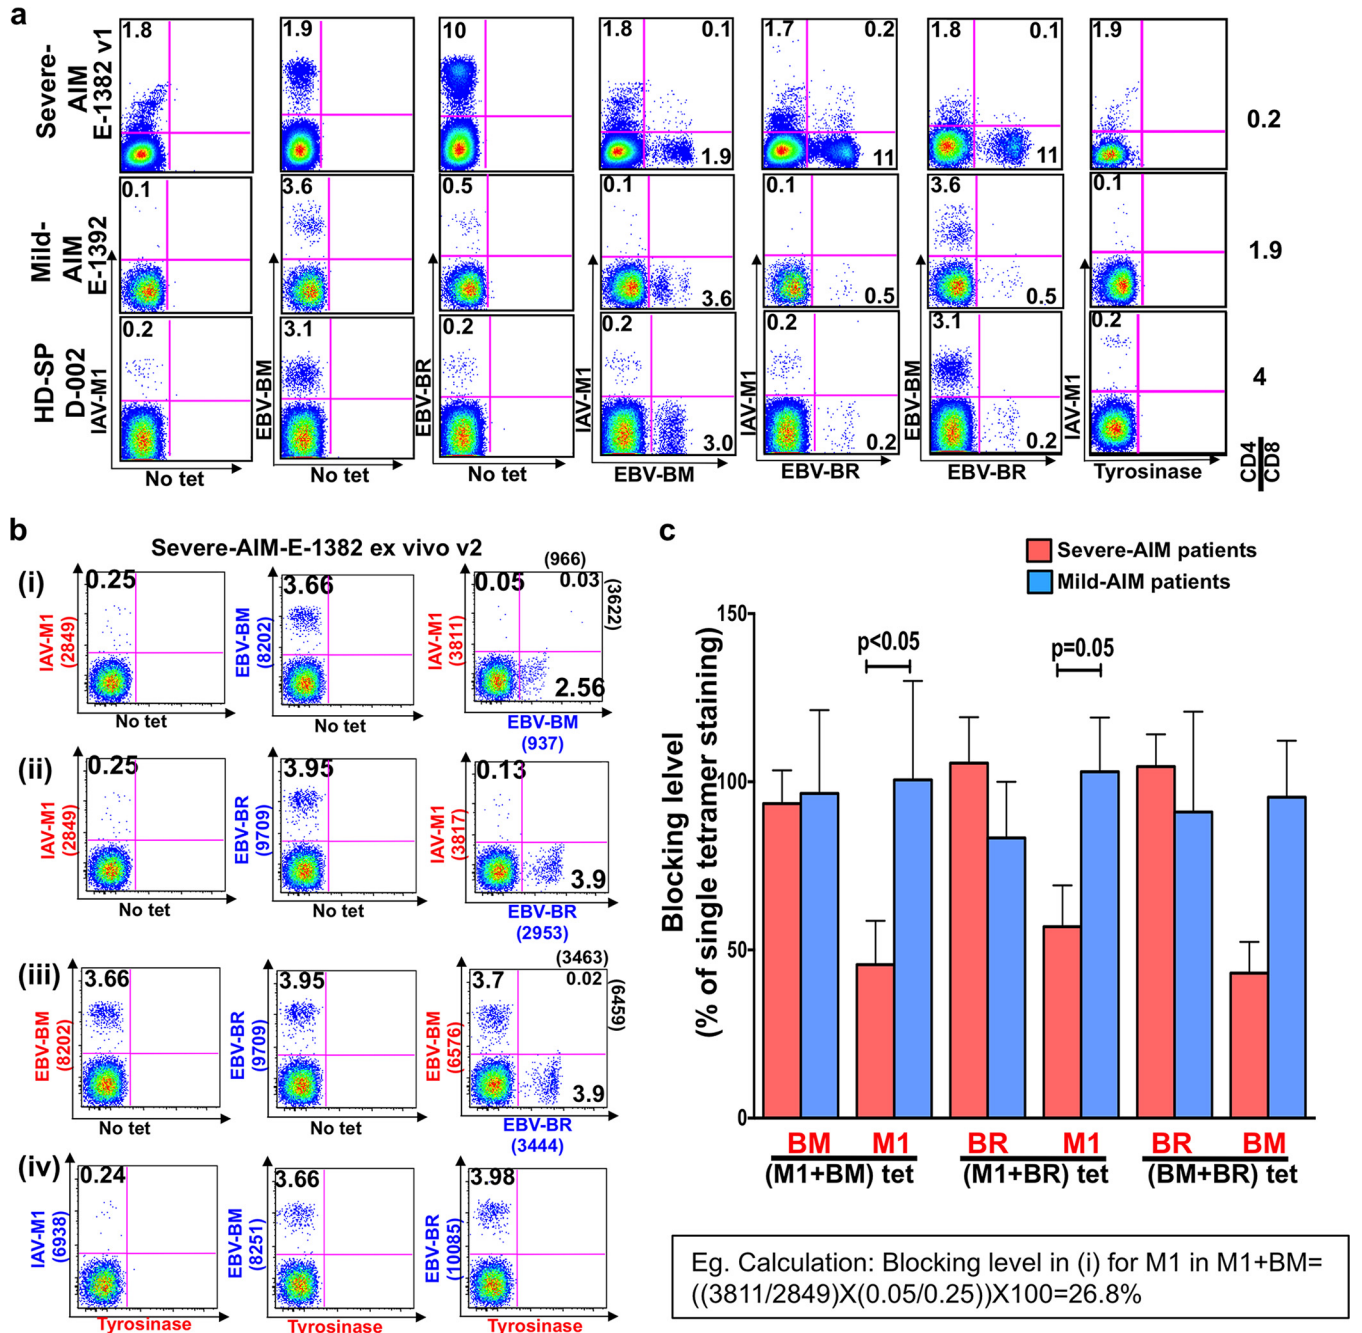 a
Severe-
AIM
E-1382 v1
1.8
1.9
10
1.8 0.1
1.9
1.7 0.2
11
1.8 0.1
11
1.9
0.2
Mild-
AIM
E-1392
0.1
3.6
0.5
0.1
3.6
0.1
0.5
3.6
0.5
0.1
1.9
HD-SP
D-002
0.2
3.1
0.2
0.2
3.0
0.2
0.2
3.1
0.2
0.2
4
IAV-M1
No tet
EBV-BM
No tet
EBV-BR
No tet
IAV-M1
EBV-BM
IAV-M1
EBV-BR
EBV-BM
EBV-BR
IAV-M1
Tyrosinase
CD4
CD8
b
Severe-AIM-E-1382 ex vivo v2
(i)
IAV-M1
(2849)
0.25
No tet
EBV-BM
(8202)
3.66
No tet
IAV-M1
(3811)
0.05
(966)
0.03
(3622)
2.56
EBV-BM
(937)
(ii)
IAV-M1
(2849)
0.25
No tet
EBV-BR
(9709)
3.95
No tet
IAV-M1
(3817)
0.13
3.9
EBV-BR
(2953)
(iii)
EBV-BM
(8202)
3.66
No tet
EBV-BR
(9709)
3.95
No tet
EBV-BM
(6576)
3.7
(3463)
0.02
(6459)
3.9
EBV-BR
(3444)
(iv)
IAV-M1
(6938)
0.24
Tyrosinase
EBV-BM
(8251)
3.66
Tyrosinase
EBV-BR
(10085)
3.98
Tyrosinase
c
Severe-AIM patients
Mild-AIM patients
Blocking level
(% of single tetramer staining)
150
100
50
0
p<0.05
p=0.05
BM M1 BR M1 BR BM
(M1+BM) tet (M1+BR) tet (BM+BR) tet
Eg. Calculation: Blocking level in (i) for M1 in M1+BM=
((3811/2849)X(0.05/0.25))X100=26.8%